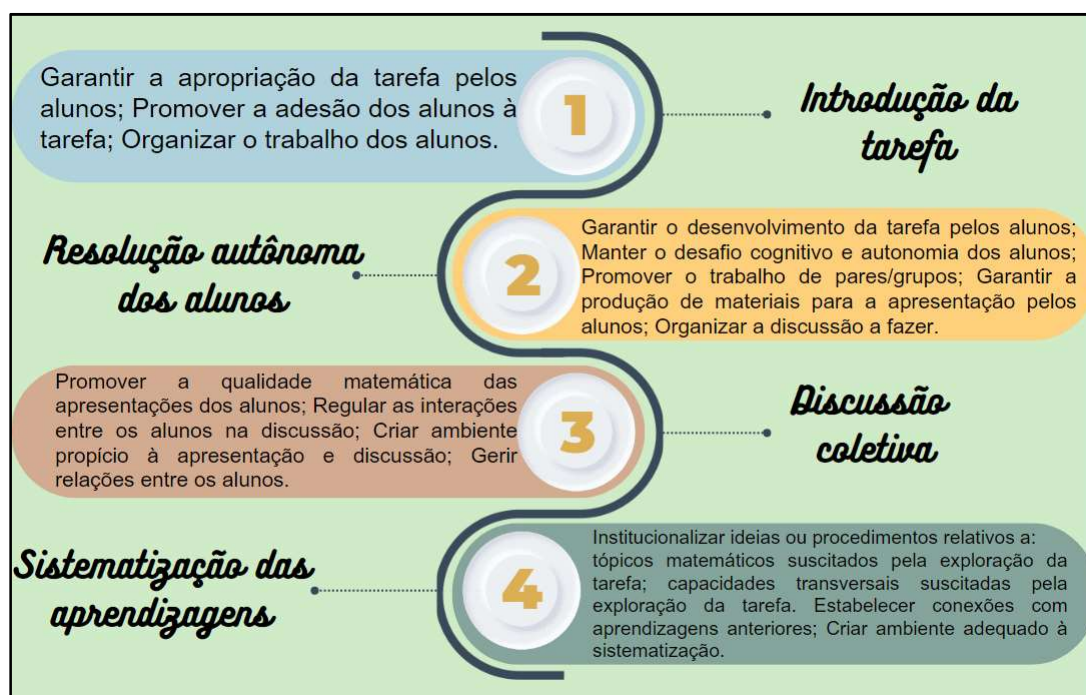 Garantir a apropriação da tarefa pelos
alunos; Promover a adesão dos alunos à
tarefa; Organizar o trabalho dos alunos.
1
Introdução da
tarefa
Resolução autônoma
dos alunos
2
Garantir o desenvolvimento da tarefa pelos alunos;
Manter o desafio cognitivo e autonomia dos alunos;
Promover o trabalho de pares/grupos; Garantir a
produção de materiais para a apresentação pelos
alunos; Organizar a discussão a fazer.
Promover a qualidade matemática das
apresentações dos alunos; Regular as interações
entre os alunos na discussão; Criar ambiente
propício à apresentação e discussão; Gerir
relações entre os alunos.
3
Discussão
coletiva
Sistematização das
aprendizagens
4
Institucionalizar ideias ou procedimentos relativos a:
tópicos matemáticos suscitados pela exploração da
tarefa; capacidades transversais suscitadas pela
exploração da tarefa. Estabelecer conexões com
aprendizagens anteriores; Criar ambiente adequado à
sistematização.